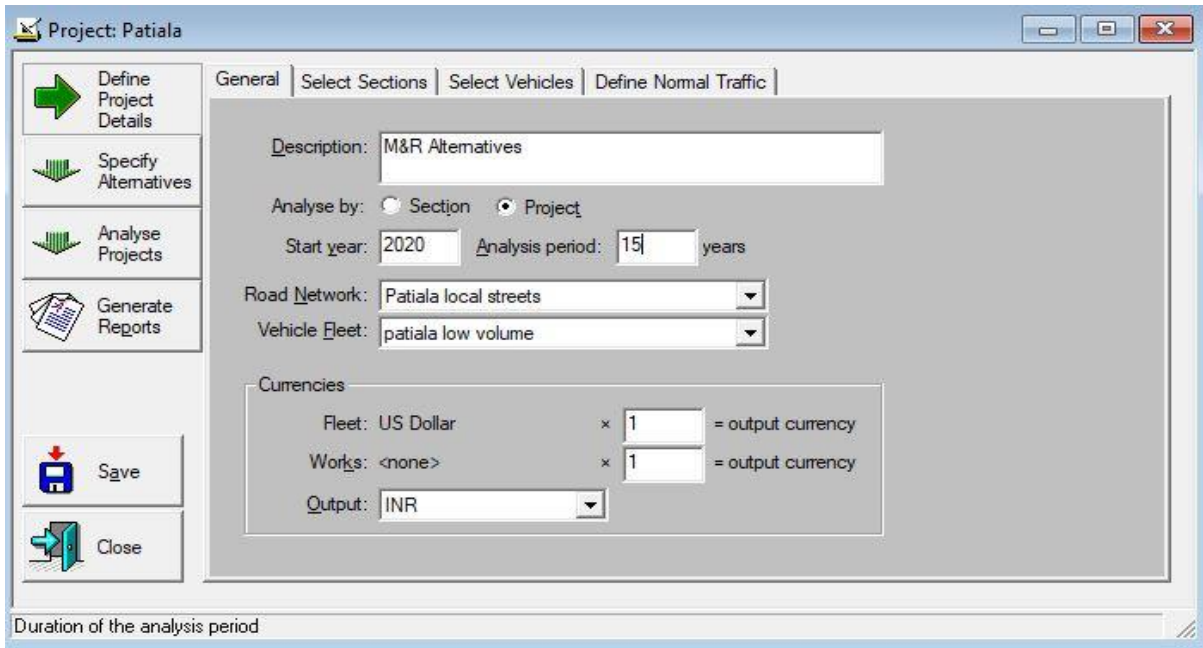 Project: Patiala
Define
Project
Details
Specify
Alternatives
Analyse
Projects
Generate
Reports
Save
Close
General Select Sections Select Vehicles Define Normal Traffic
Description: M&R Alternatives
Analyse by: Section Project
Start year: 2020 Analysis period: 15 years
Road Network: Patiala local streets
Vehicle Fleet: patiala low volume
Currencies
Fleet: US Dollar × 1 = output currency
Works: <none> × 1 = output currency
Output: INR
Duration of the analysis period